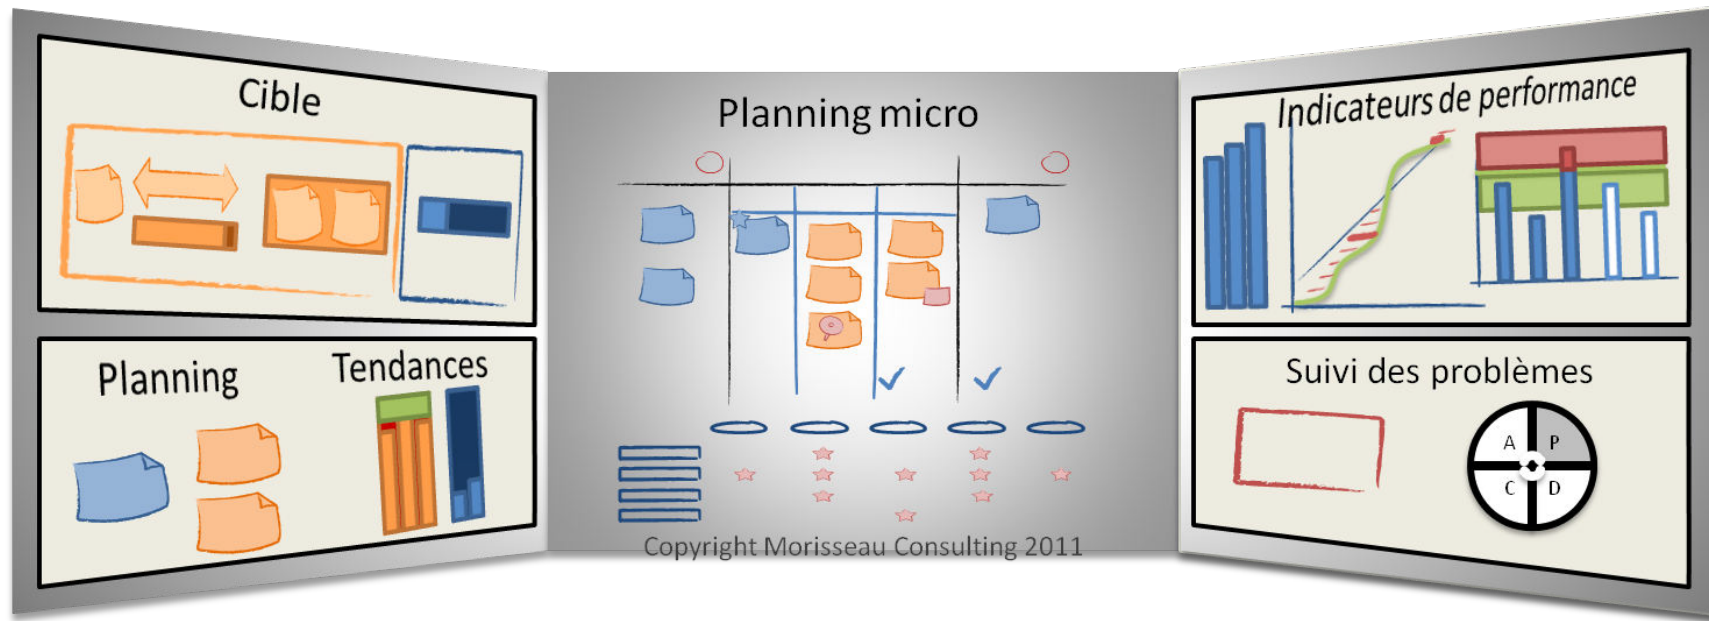 Cible
Planning
Tendances
Planning micro
Copyright Morisseau Consulting 2011
Indicateurs de performance
Suivi des problèmes
A P
C D